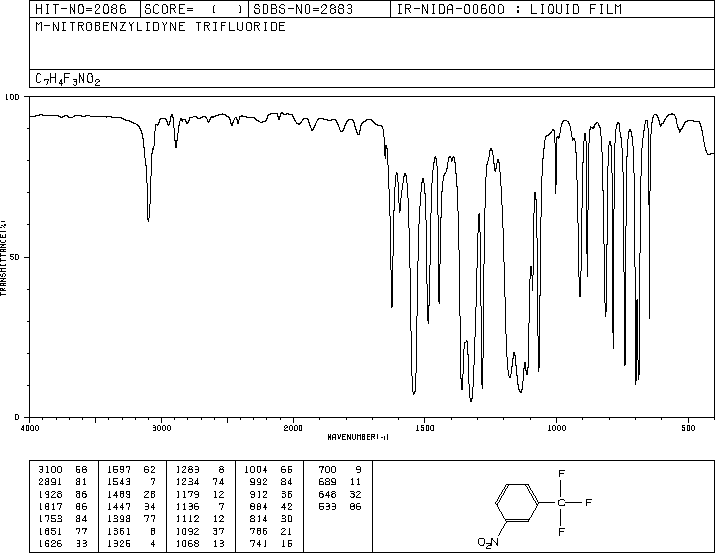 HIT-NO=2086 SCORE= ( ) SDBS-NO=2883 IR-NIDA-00600 : LIQUID FILM
M-NITROBENZYLIDYNE TRIFLUORIDE
C7H4F3NO2
100
50
0
TRANSMITTANCE(%)
4000 3000 2000 1500 1000 500
WAVENUMBER(-1)
3100 68 1597 62 1283 8 1004 66 700 9
2891 81 1543 7 1234 74 992 84 689 11
1928 86 1489 28 1179 12 912 36 648 32
1817 86 1447 34 1136 7 884 42 533 86
1753 84 1398 77 1112 12 814 30
1651 77 1361 8 1092 37 786 21
1626 33 1326 4 1068 13 741 16
F
C F
F
O2N